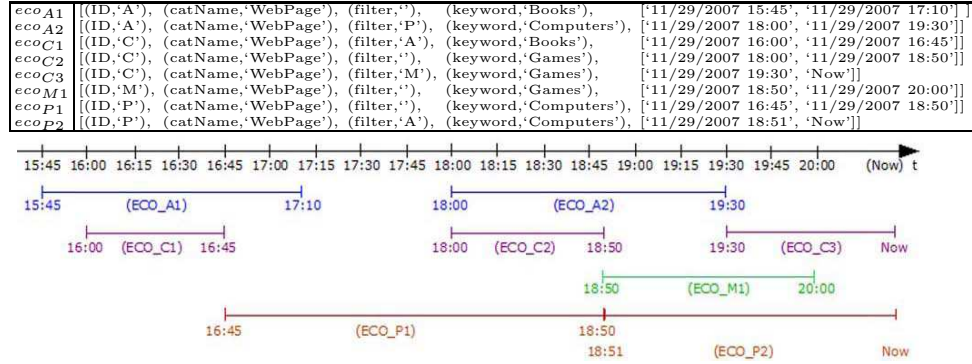 ecoA1 [(ID,‘A’), (catName,‘WebPage’), (filter,‘’), (keyword,‘Books’), [‘11/29/2007 15:45’, ‘11/29/2007 17:10’]]
ecoA2 [(ID,‘A’), (catName,‘WebPage’), (filter,‘P’), (keyword,‘Computers’), [‘11/29/2007 18:00’, ‘11/29/2007 19:30’]]
ecoC1 [(ID,‘C’), (catName,‘WebPage’), (filter,‘A’), (keyword,‘Books’), [‘11/29/2007 16:00’, ‘11/29/2007 16:45’]]
ecoC2 [(ID,‘C’), (catName,‘WebPage’), (filter,‘’), (keyword,‘Games’), [‘11/29/2007 18:00’, ‘11/29/2007 18:50’]]
ecoC3 [(ID,‘C’), (catName,‘WebPage’), (filter,‘M’), (keyword,‘Games’), [‘11/29/2007 19:30’, ‘Now’]]
ecoM1 [(ID,‘M’), (catName,‘WebPage’), (filter,‘’), (keyword,‘Games’), [‘11/29/2007 18:50’, ‘11/29/2007 20:00’]]
ecoP1 [(ID,‘P’), (catName,‘WebPage’), (filter,‘’), (keyword,‘Computers’), [‘11/29/2007 16:45’, ‘11/29/2007 18:50’]]
ecoP2 [(ID,‘P’), (catName,‘WebPage’), (filter,‘A’), (keyword,‘Computers’), [‘11/29/2007 18:51’, ‘Now’]]
15:45 16:00 16:15 16:30 16:45 17:00 17:15 17:30 17:45 18:00 18:15 18:30 18:45 19:00 19:15 19:30 19:45 20:00 (Now) t
15:45 (ECO_A1) 17:10 18:00 (ECO_A2) 19:30
16:00 (ECO_C1) 16:45 18:00 (ECO_C2) 18:50 19:30 (ECO_C3) Now
18:50 (ECO_M1) 20:00
16:45 (ECO_P1) 18:50
18:51 (ECO_P2) Now